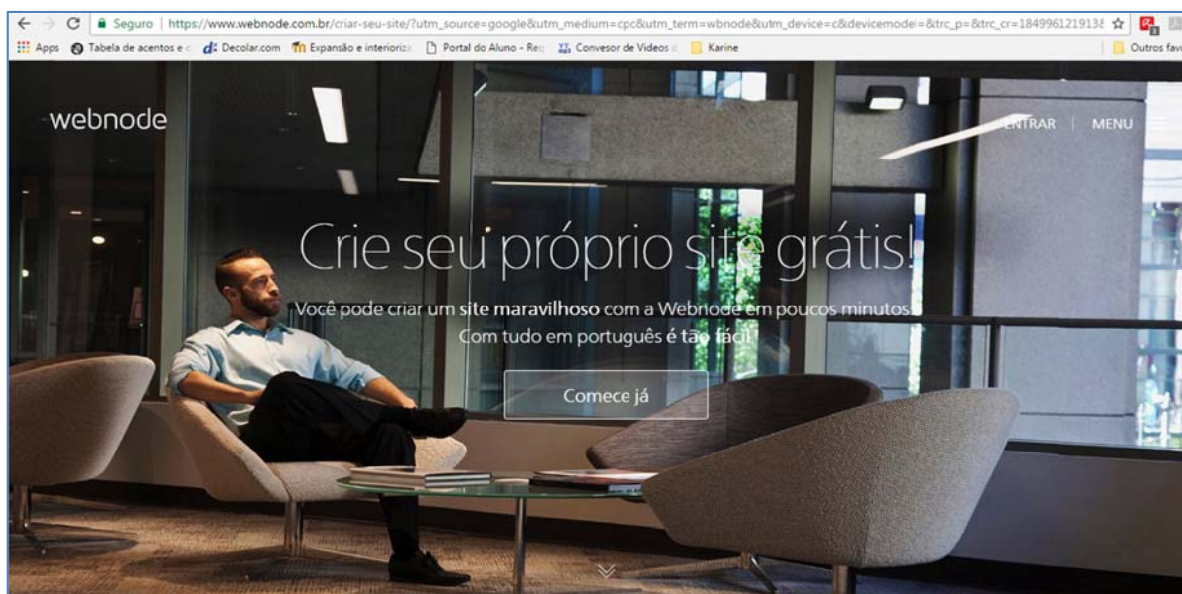 Seguro | https://www.webnode.com.br/criar-seu-site/?utm_source=google&utm_medium=cpc&utm_term=wbnode&utm_device=c&devicemodel=&trc_p=&trc_cr=184996121913
Apps Tabela de acentos e c Decolar.com Expansão e interioriza Portal do Aluno - Req Convesor de Videos Karine Outros favo
webnode
ENTRAR | MENU
Crie seu próprio site grátis!
Você pode criar um site maravilhoso com a Webnode em poucos minutos.
Com tudo em português é tão fácil!
Comece já